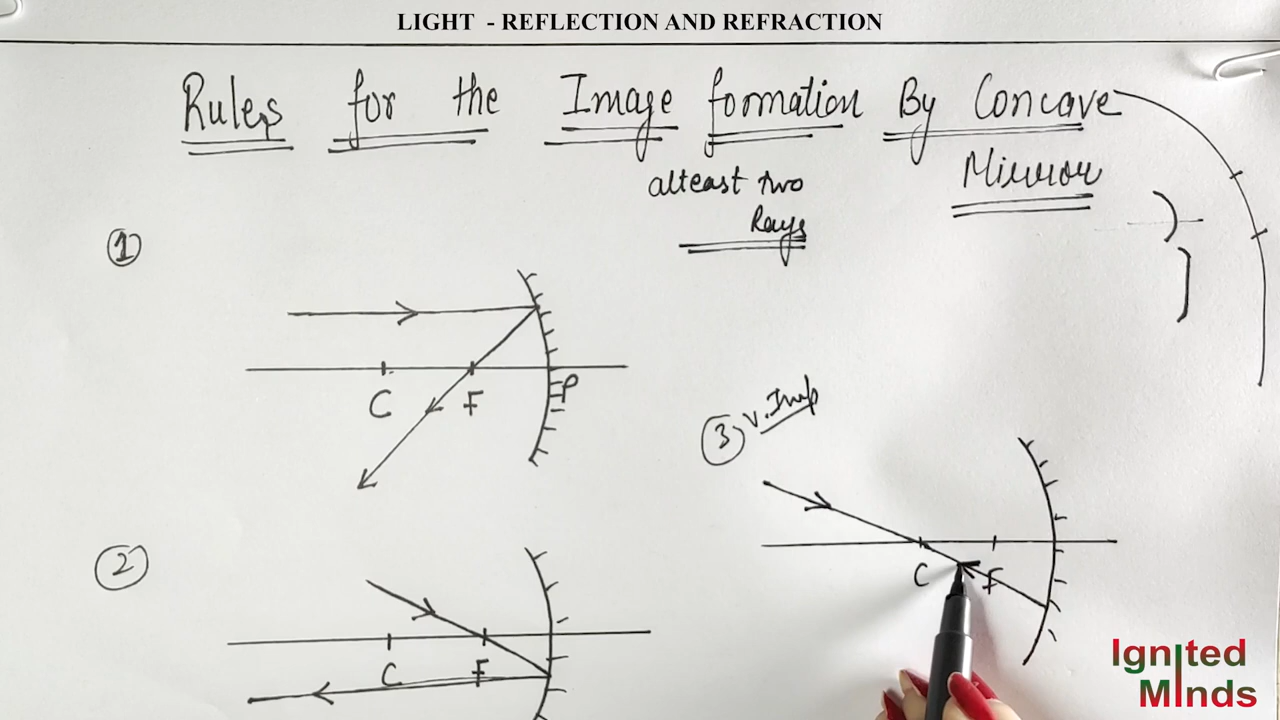 LIGHT - REFLECTION AND REFRACTION
Rules for the Image formation By Concave
Mirror
atleast two
Rays
1
C F P
2
C F
3 V. Imp
C F
Ignited
Minds